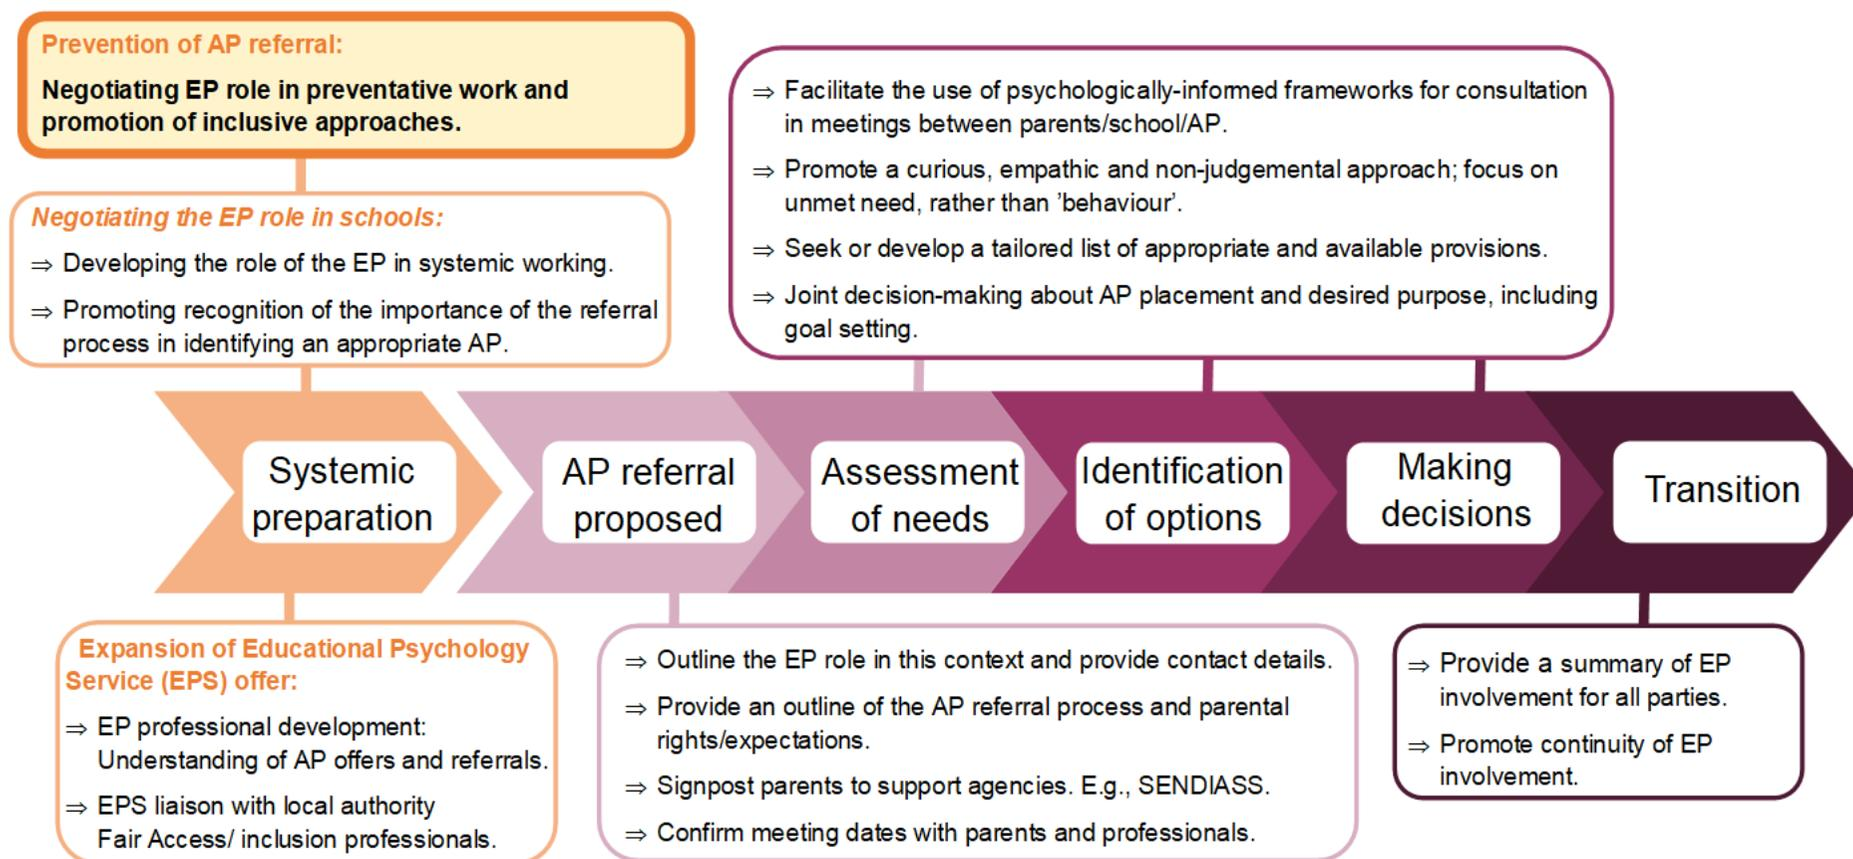 Prevention of AP referral:
Negotiating EP role in preventative work and
promotion of inclusive approaches.
Negotiating the EP role in schools:
⇒ Developing the role of the EP in systemic working.
⇒ Promoting recognition of the importance of the referral
process in identifying an appropriate AP.
⇒ Facilitate the use of psychologically-informed frameworks for consultation
in meetings between parents/school/AP.
⇒ Promote a curious, empathic and non-judgemental approach; focus on
unmet need, rather than ’behaviour’.
⇒ Seek or develop a tailored list of appropriate and available provisions.
⇒ Joint decision-making about AP placement and desired purpose, including
goal setting.
Systemic
preparation
AP referral
proposed
Assessment
of needs
Identification
of options
Making
decisions
Transition
Expansion of Educational Psychology
Service (EPS) offer:
⇒ EP professional development:
Understanding of AP offers and referrals.
⇒ EPS liaison with local authority
Fair Access/ inclusion professionals.
⇒ Outline the EP role in this context and provide contact details.
⇒ Provide an outline of the AP referral process and parental
rights/expectations.
⇒ Signpost parents to support agencies. E.g., SENDIASS.
⇒ Confirm meeting dates with parents and professionals.
⇒ Provide a summary of EP
involvement for all parties.
⇒ Promote continuity of EP
involvement.